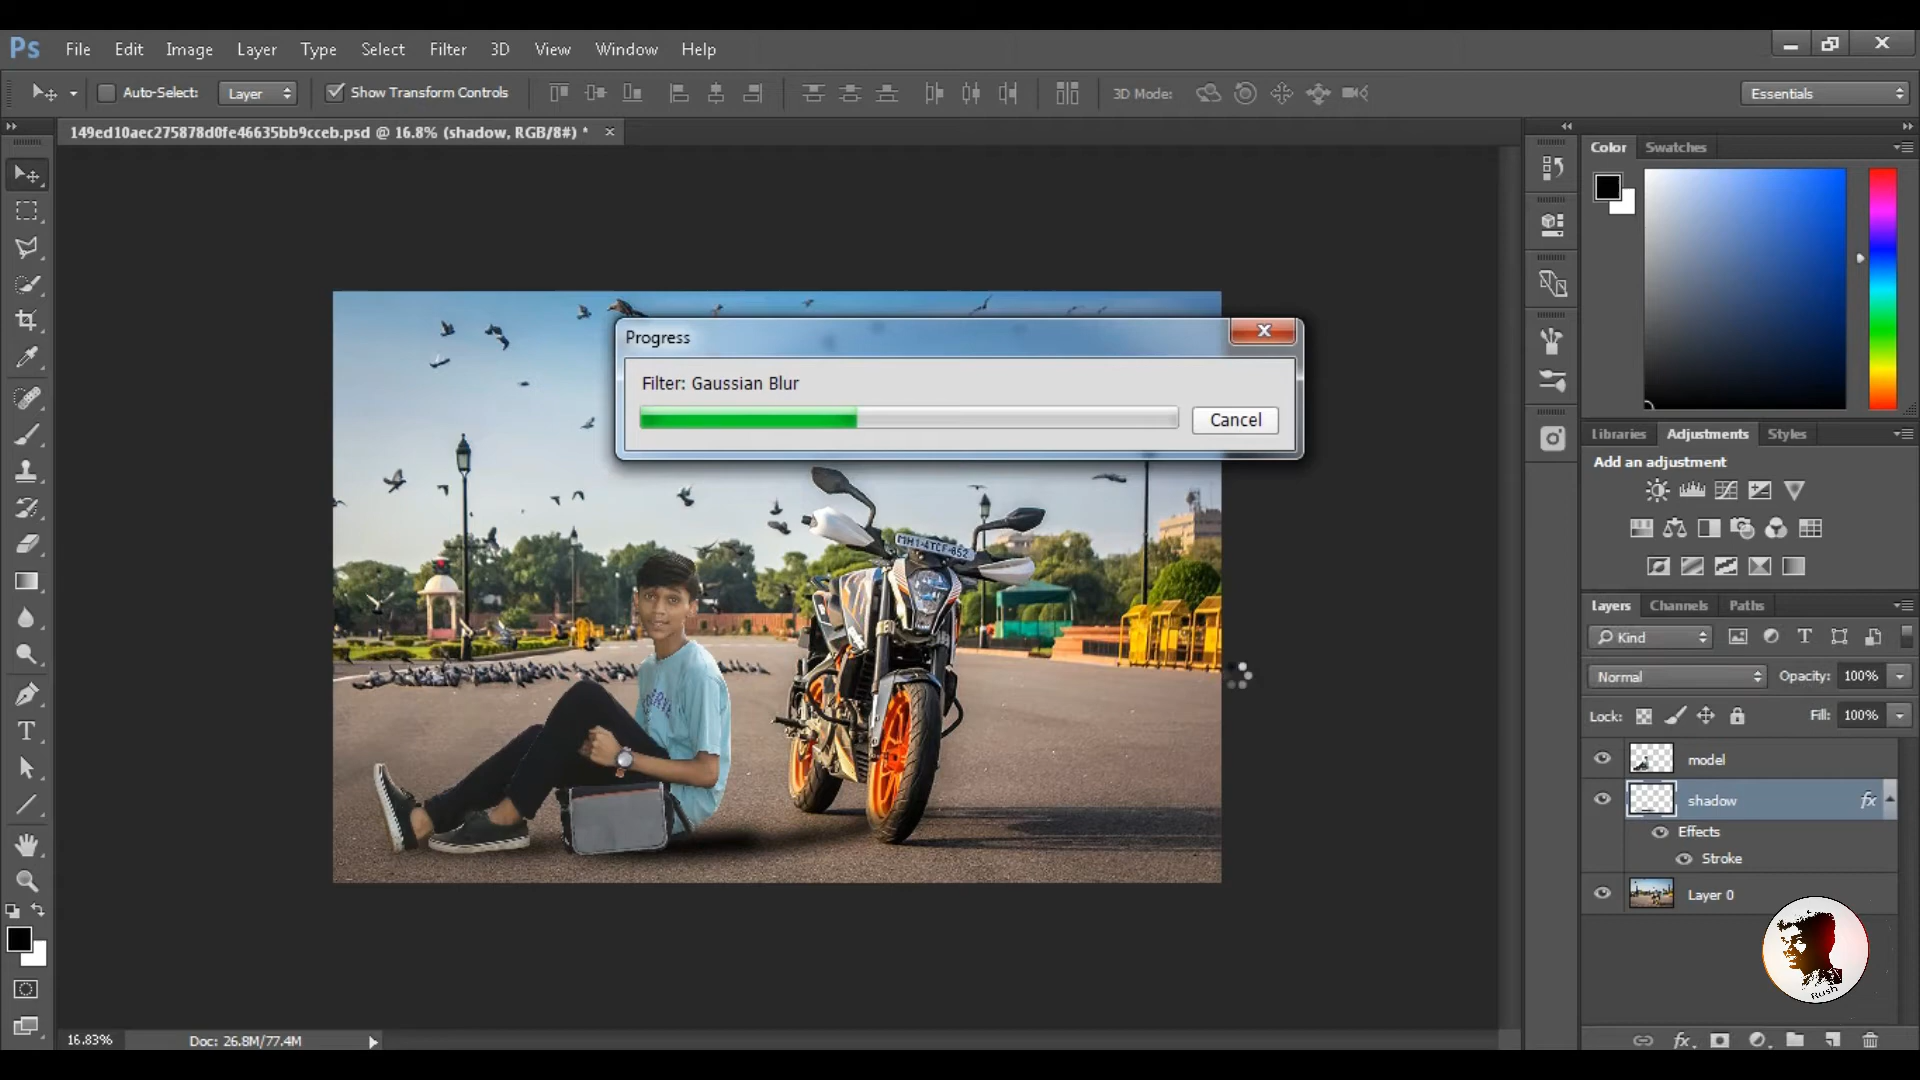 Ps File Edit Image Layer Type Select Filter 3D View Window Help
Auto-Select: Layer Show Transform Controls 3D Mode: Essentials
149ed10aec275878d0fe46635bb9cceb.psd @ 16.8% (shadow, RGB/8#) *
Color Swatches
Progress
Filter: Gaussian Blur
Cancel
Libraries Adjustments Styles
Add an adjustment
Layers Channels Paths
Kind
Normal Opacity: 100%
Lock: Fill: 100%
model
shadow fx
Effects
Stroke
Layer 0
Rush
16.83% Doc: 26.8M/77.4M
fx
T
T